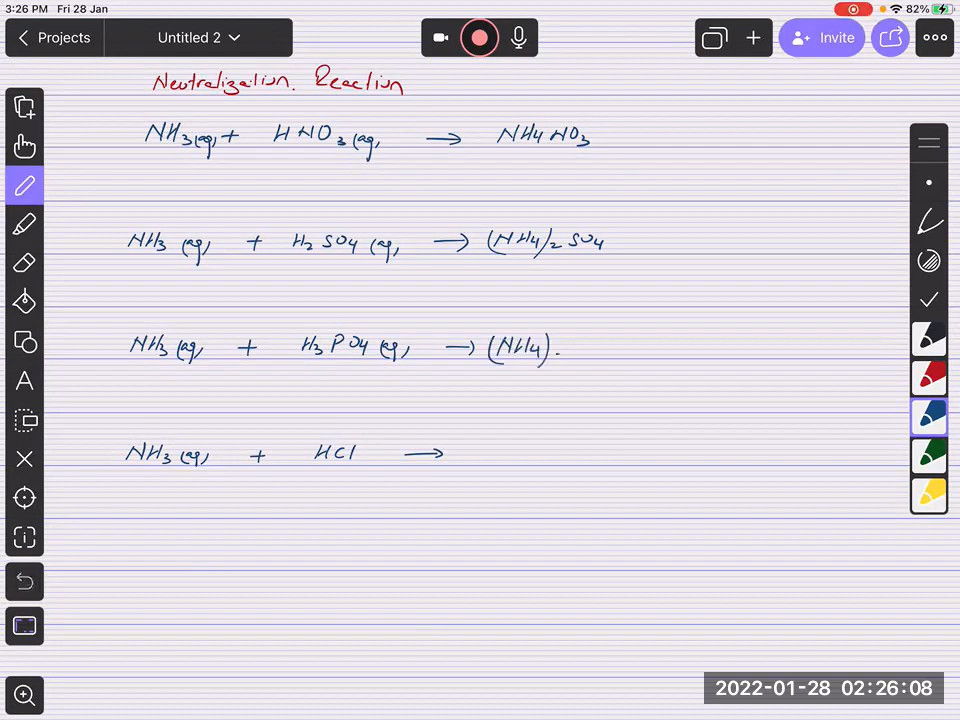 3:26 PM Fri 28 Jan 82%
Projects Untitled 2 Invite
Neutralization. Reaction
NH3(aq) + HNO3(aq) → NH4NO3
NH3 (aq) + H2SO4 (aq) → (NH4)2SO4
NH3(aq) + H3PO4(aq) → (NH4).
NH3(aq) + HCl →
A
2022-01-28 02:26:08